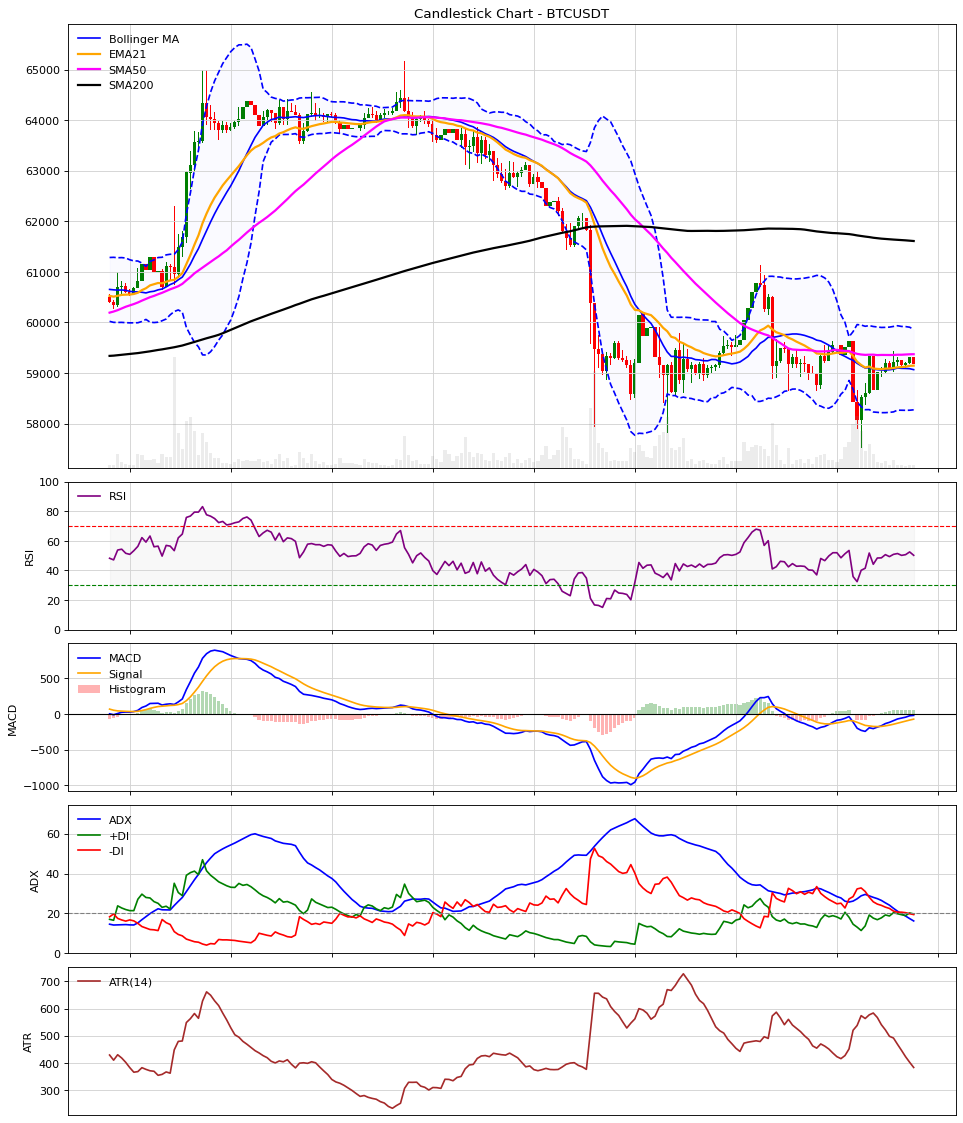 Candlestick Chart - BTCUSDT
Bollinger MA
EMA21
SMA50
SMA200
65000
64000
63000
62000
61000
60000
59000
58000
RSI
RSI
100
80
60
40
20
0
MACD
Signal
Histogram
MACD
500
0
−500
−1000
ADX
+DI
-DI
ADX
60
40
20
0
ATR(14)
ATR
700
600
500
400
300